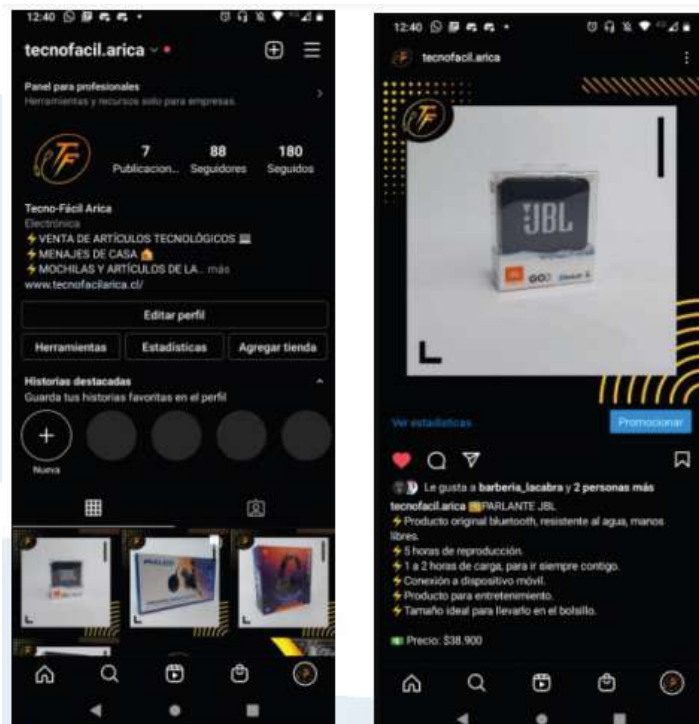 12:40
tecnofacil.arica
Panel para profesionales
Herramientas y recursos solo para empresas.
TF
7 88 180
Publicacion... Seguidores Seguidos
Tecno-Fácil Arica
Electrónica
⚡VENTA DE ARTÍCULOS TECNOLÓGICOS 💻
⚡MENAJES DE CASA 🏠
⚡MOCHILAS Y ARTÍCULOS DE LA... más
www.tecnofacilarica.cl/
Editar perfil
Herramientas Estadísticas Agregar tienda
Historias destacadas
Guarda tus historias favoritas en el perfil
Nueva
12:40
tecnofacil.arica
TF
JBL
JBL GO2 Bluetooth
Ver estadísticas Promocionar
Le gusta a barberia_lacabra y 2 personas más
tecnofacil.arica PARLANTE JBL
⚡Producto original bluetooth, resistente al agua, manos
libres.
⚡5 horas de reproducción.
⚡1 a 2 horas de carga, para ir siempre contigo.
⚡Conexión a dispositivo móvil.
⚡Producto para entretenimiento.
⚡Tamaño ideal para llevarlo en el bolsillo.
💵 Precio: $38.900